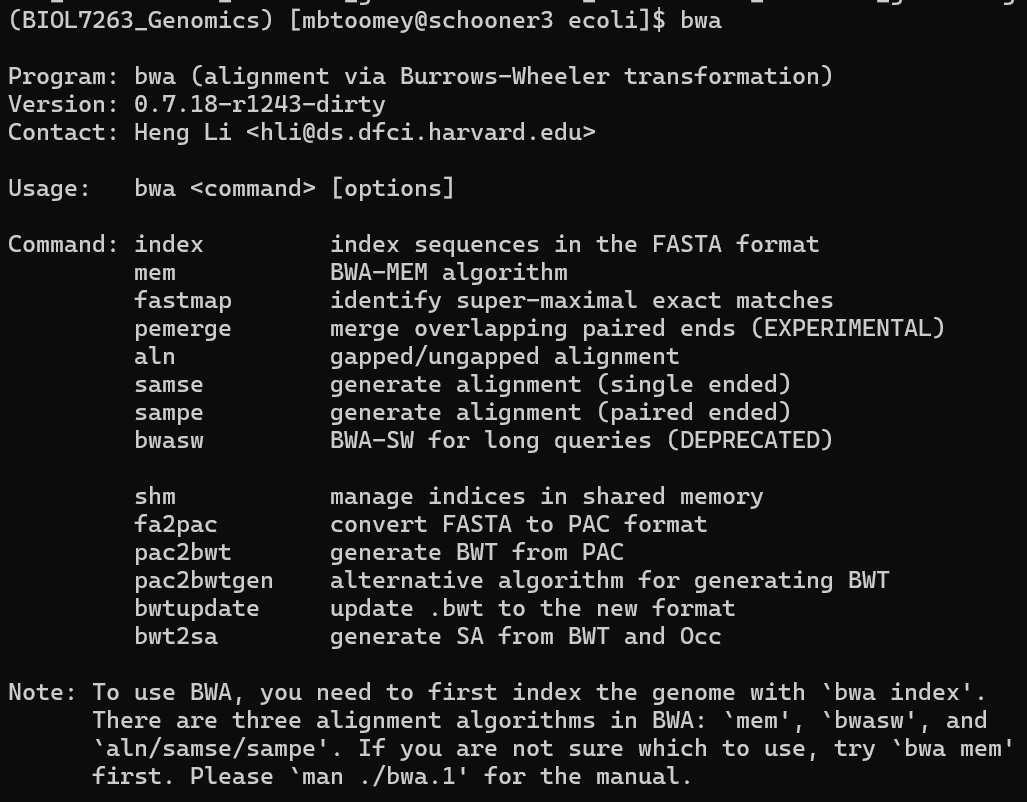 (BIOL7263_Genomics) [mbtoomey@schooner3 ecoli]$ bwa
Program: bwa (alignment via Burrows-Wheeler transformation)
Version: 0.7.18-r1243-dirty
Contact: Heng Li <hli@ds.dfci.harvard.edu>
Usage:   bwa <command> [options]
Command: index         index sequences in the FASTA format
         mem           BWA-MEM algorithm
         fastmap       identify super-maximal exact matches
         pemerge       merge overlapping paired ends (EXPERIMENTAL)
         aln           gapped/ungapped alignment
         samse         generate alignment (single ended)
         sampe         generate alignment (paired ended)
         bwasw         BWA-SW for long queries (DEPRECATED)
         shm           manage indices in shared memory
         fa2pac        convert FASTA to PAC format
         pac2bwt       generate BWT from PAC
         pac2bwtgen    alternative algorithm for generating BWT
         bwtupdate     update .bwt to the new format
         bwt2sa        generate SA from BWT and Occ
Note: To use BWA, you need to first index the genome with `bwa index'.
      There are three alignment algorithms in BWA: `mem', `bwasw', and
      `aln/samse/sampe'. If you are not sure which to use, try `bwa mem'
      first. Please `man ./bwa.1' for the manual.